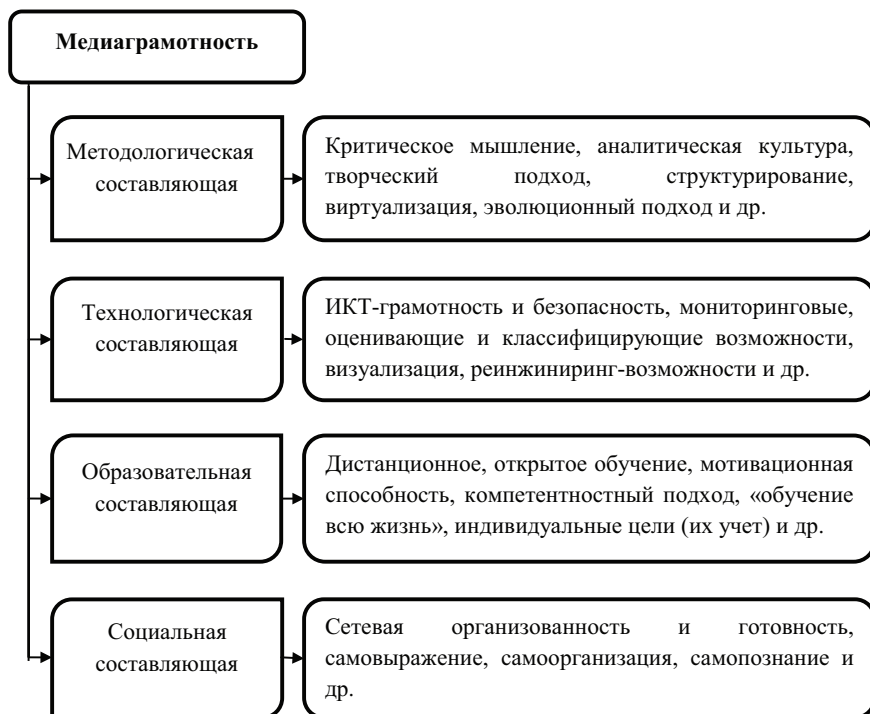 Медиаграмотность
Методологическая
составляющая
Критическое мышление, аналитическая культура,
творческий подход, структурирование,
виртуализация, эволюционный подход и др.
Технологическая
составляющая
ИКТ-грамотность и безопасность, мониторинговые,
оценивающие и классифицирующие возможности,
визуализация, реинжиниринг-возможности и др.
Образовательная
составляющая
Дистанционное, открытое обучение, мотивационная
способность, компетентностный подход, «обучение
всю жизнь», индивидуальные цели (их учет) и др.
Социальная
составляющая
Сетевая организованность и готовность,
самовыражение, самоорганизация, самопознание и
др.